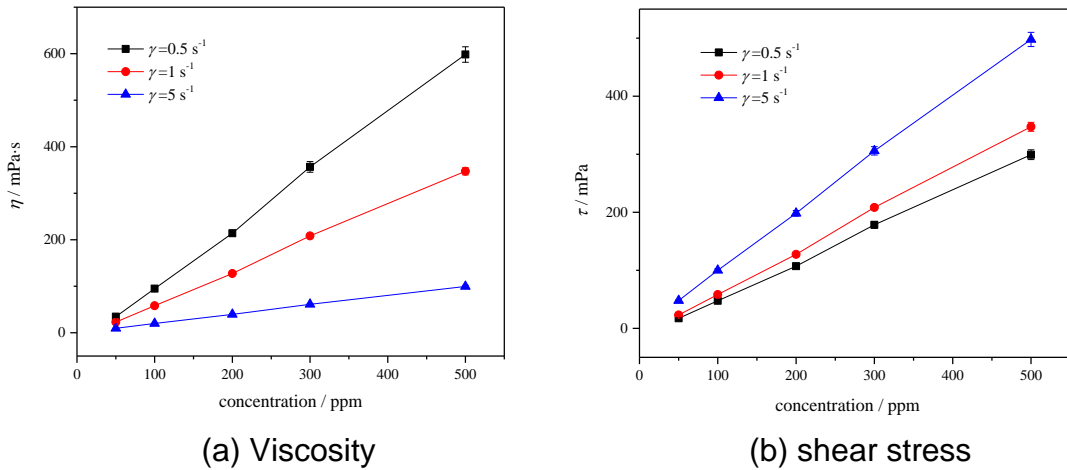 600
400
200
0
η / mPa·s
γ=0.5 s⁻¹
γ=1 s⁻¹
γ=5 s⁻¹
0 100 200 300 400 500
concentration / ppm
(a) Viscosity
400
200
0
τ / mPa
γ=0.5 s⁻¹
γ=1 s⁻¹
γ=5 s⁻¹
0 100 200 300 400 500
concentration / ppm
(b) shear stress